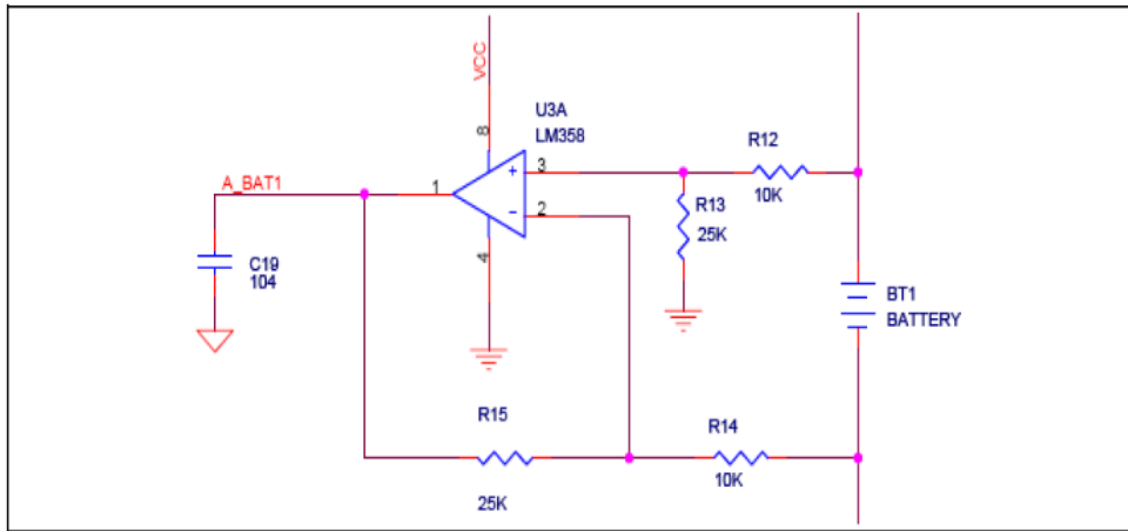 VCC
U3A
LM358
8
3
+
1
-
2
4
A_BAT1
C19
104
R12
10K
R13
25K
BT1
BATTERY
R15
25K
R14
10K